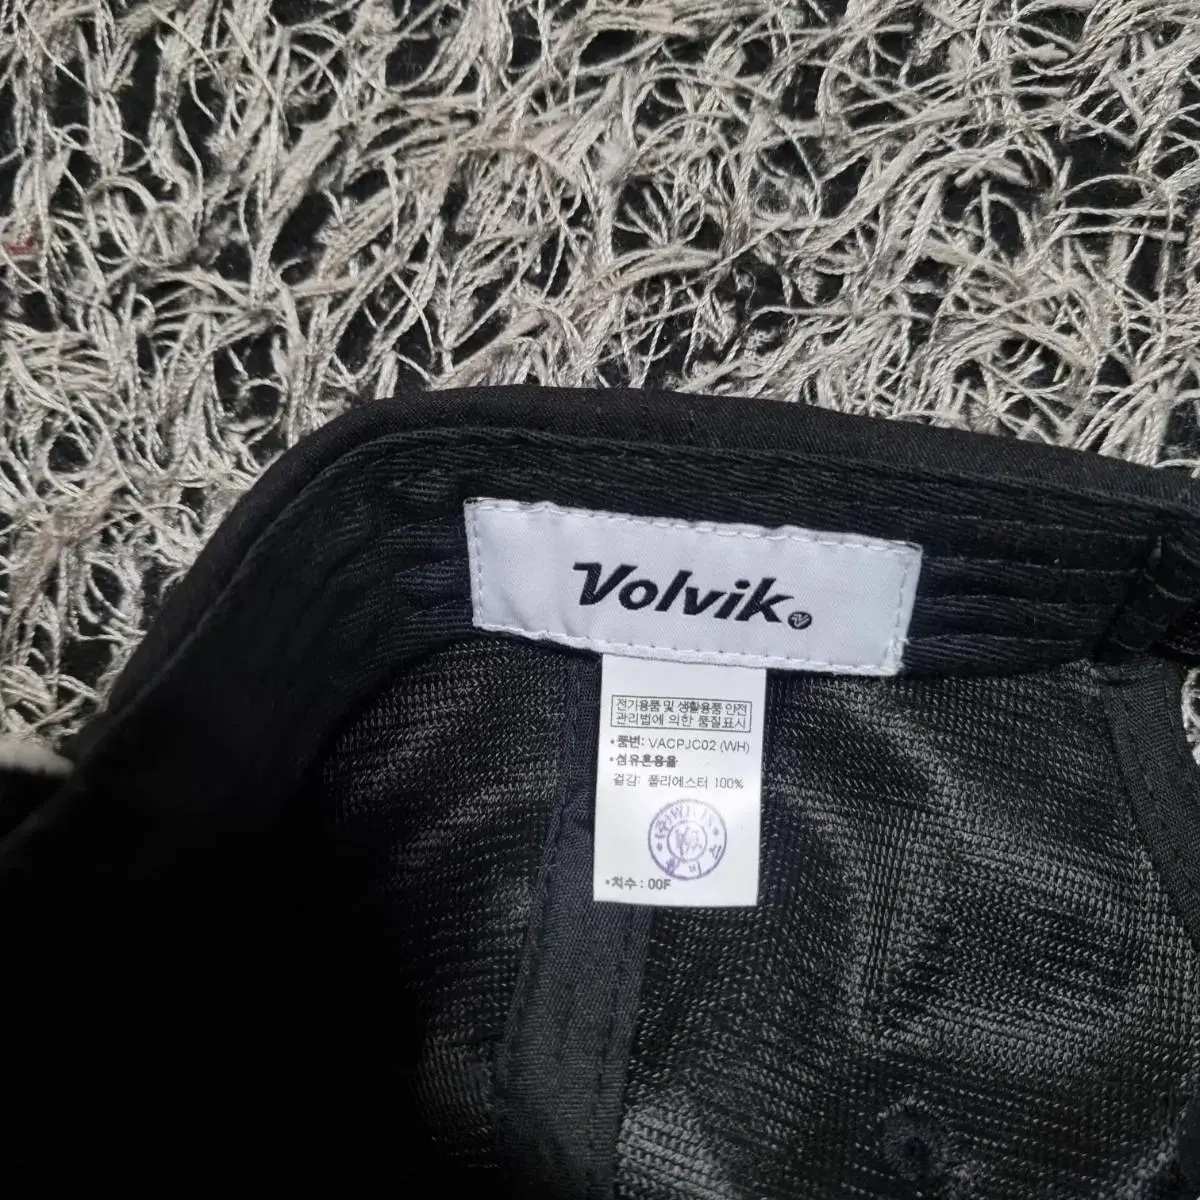 Volvik
전기용품 및 생활용품 안전
관리법에 의한 품질표시
•품번: VACPJC02 (WH)
•섬유혼용율
겉감: 폴리에스터 100%
•치수 : 00F